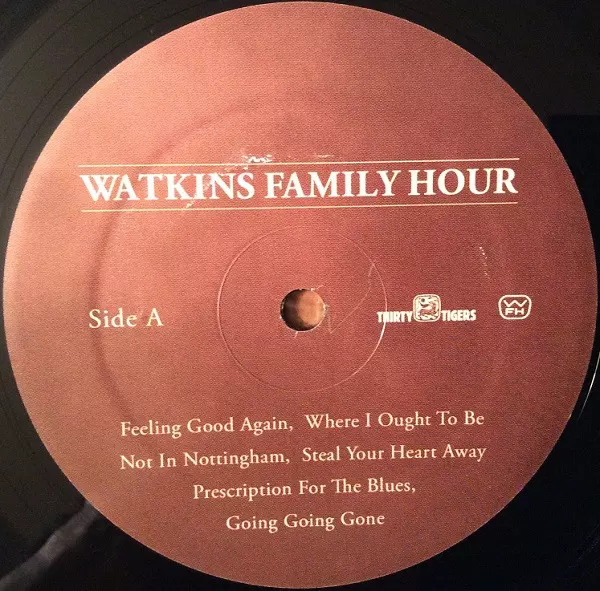 WATKINS FAMILY HOUR
Side A
THIRTY TIGERS
WFH
Feeling Good Again, Where I Ought To Be
Not In Nottingham, Steal Your Heart Away
Prescription For The Blues,
Going Going Gone